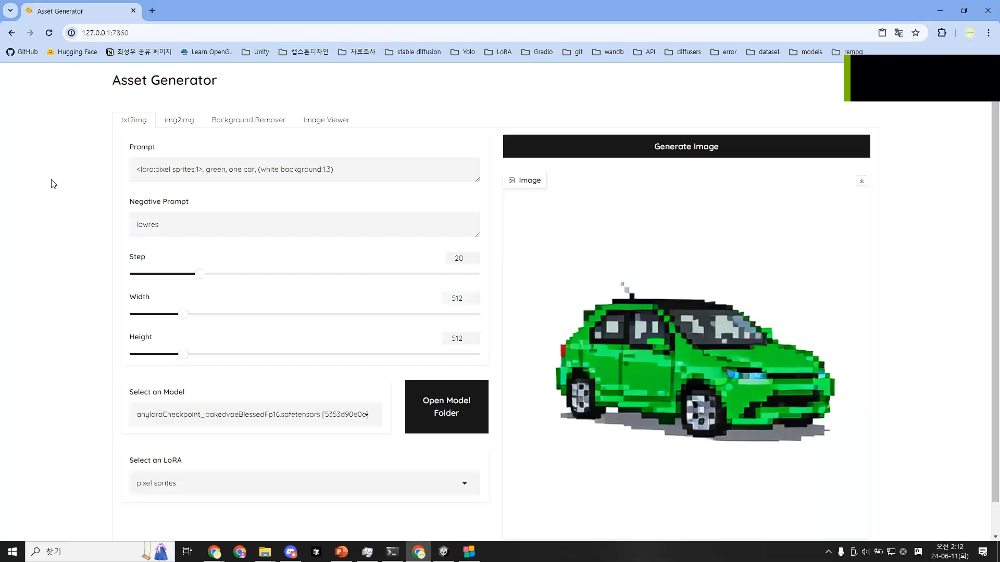 Asset Generator
127.0.0.1:7860
GitHub Hugging Face 최성우 공유 페이지 Learn OpenGL Unity 캡스톤디자인 자료조사 stable diffusion Yolo LoRA Gradio git wandb API diffusers error dataset models rembg
Asset Generator
txt2img img2img Background Remover Image Viewer
Prompt
<lora:pixel sprites:1>, green, one car, (white background:1.3)
Negative Prompt
lowres
Step
20
Width
512
Height
512
Select an Model
anyloraCheckpoint_bakedvaeBlessedFp16.safetensors [5353d90e0c]
Open Model
Folder
Select an LoRA
pixel sprites
Generate Image
Image
찾기
오전 2:12
24-06-11(화)